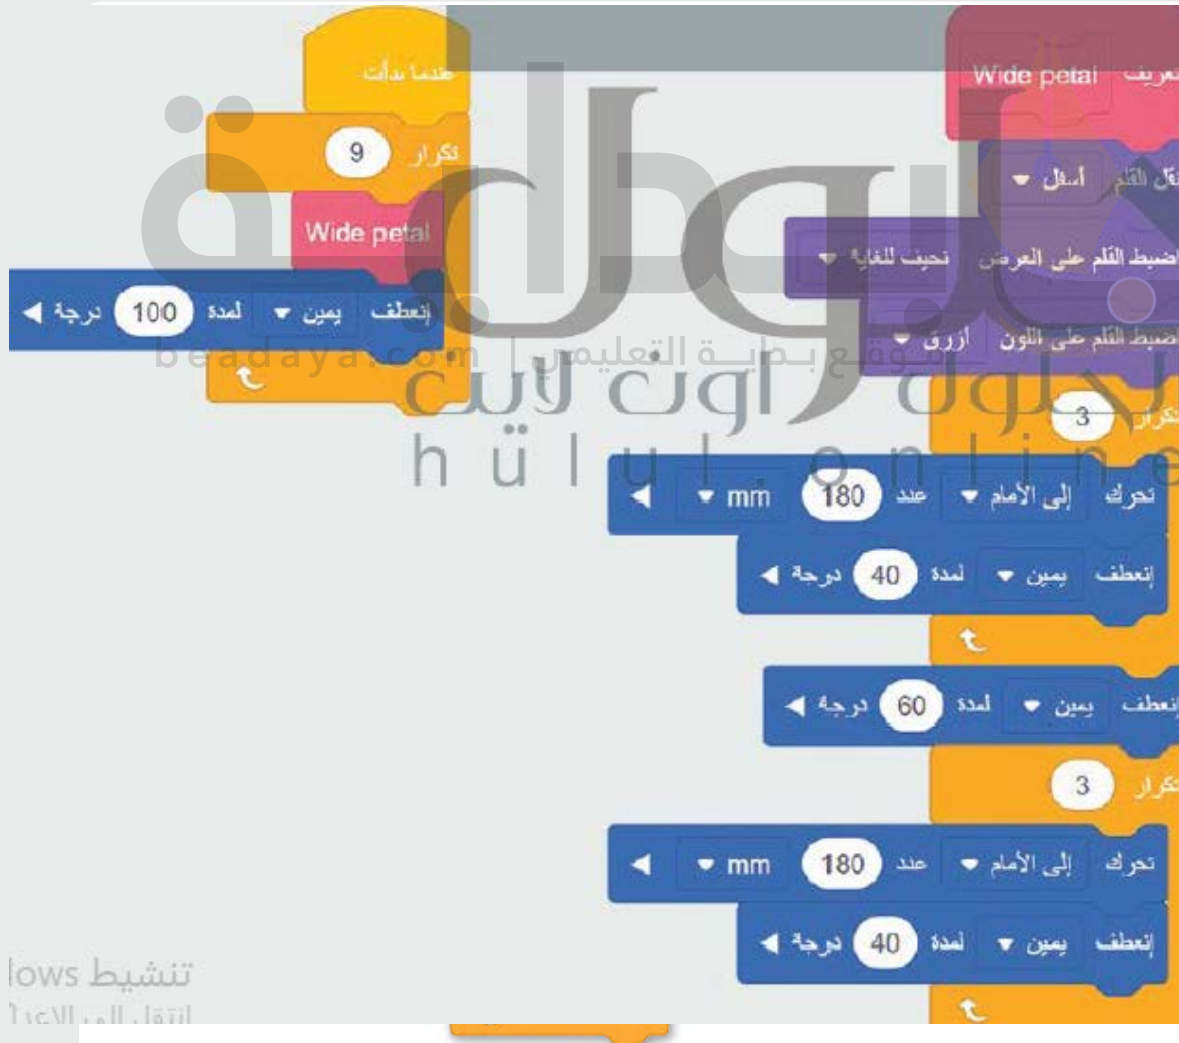 عندما بدأت
تكرار 9
Wide petal
إنعطف يمين لمدة 100 درجة
تعريف Wide petal
نقل القلم أسفل
اضبط القلم على العرض نحيف للغاية
اضبط القلم على اللون أزرق
تكرار 3
تحرك إلى الأمام عدد 180 mm
إنعطف يمين لمدة 40 درجة
إنعطف يمين لمدة 60 درجة
تكرار 3
تحرك إلى الأمام عدد 180 mm
إنعطف يمين لمدة 40 درجة
بداية
حلول
beadaya.com | موقع بداية التعليمي
الحلول اون لاين
hülul.online
تنشيط